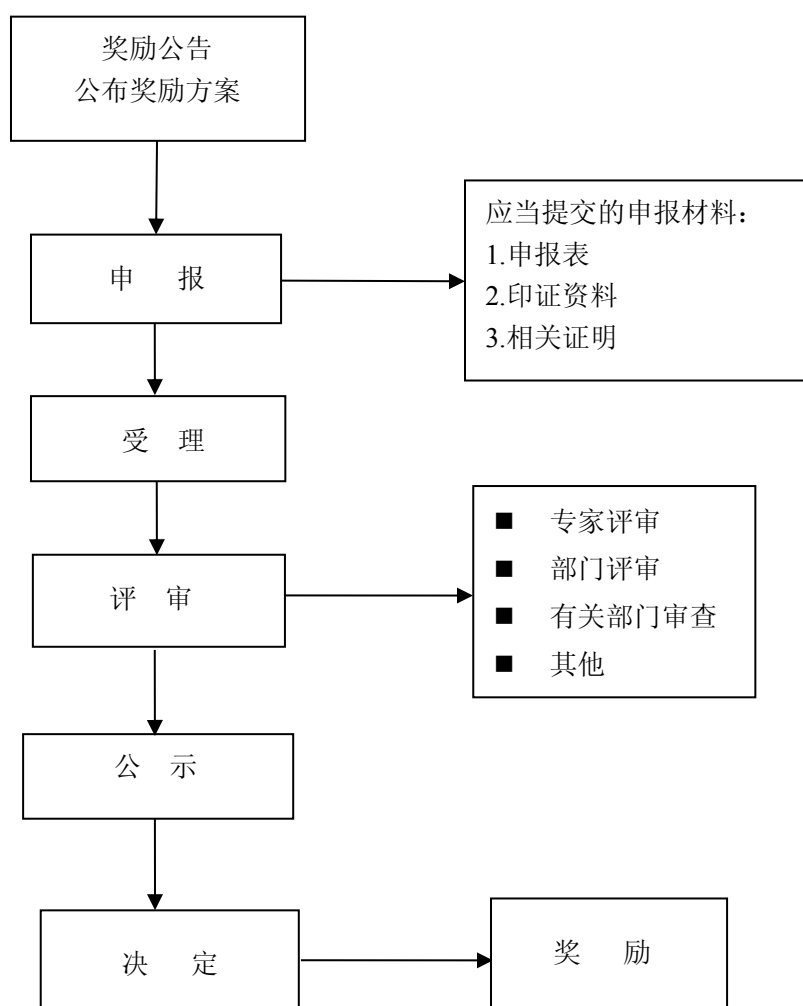 奖励公告
公布奖励方案
申 报
应当提交的申报材料：
1.申报表
2.印证资料
3.相关证明
受 理
评 审
■ 专家评审
■ 部门评审
■ 有关部门审查
■ 其他
公 示
决 定
奖 励